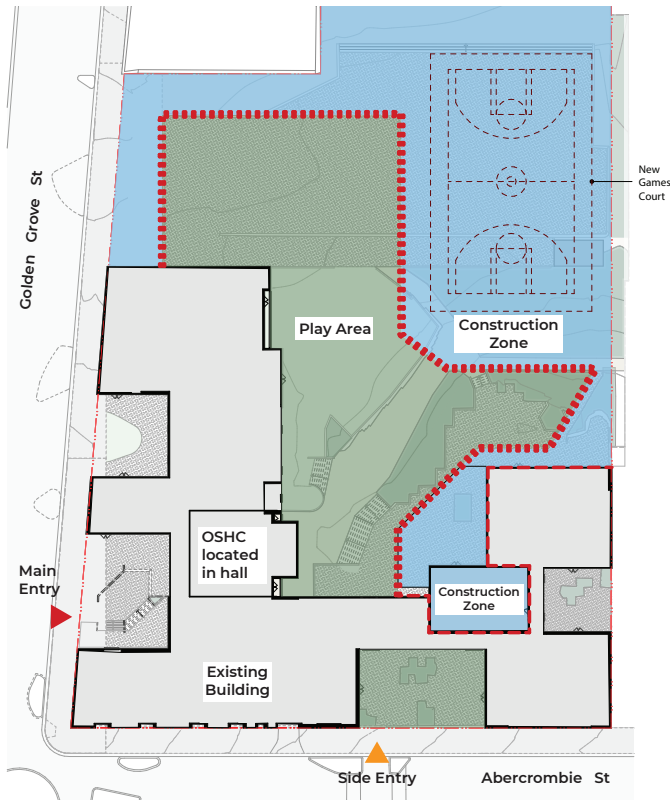 New
Games
Court
Golden Grove St
Play Area
Construction
Zone
OSHC
located
in hall
Main
Entry
Construction
Zone
Existing
Building
Side Entry
Abercrombie St